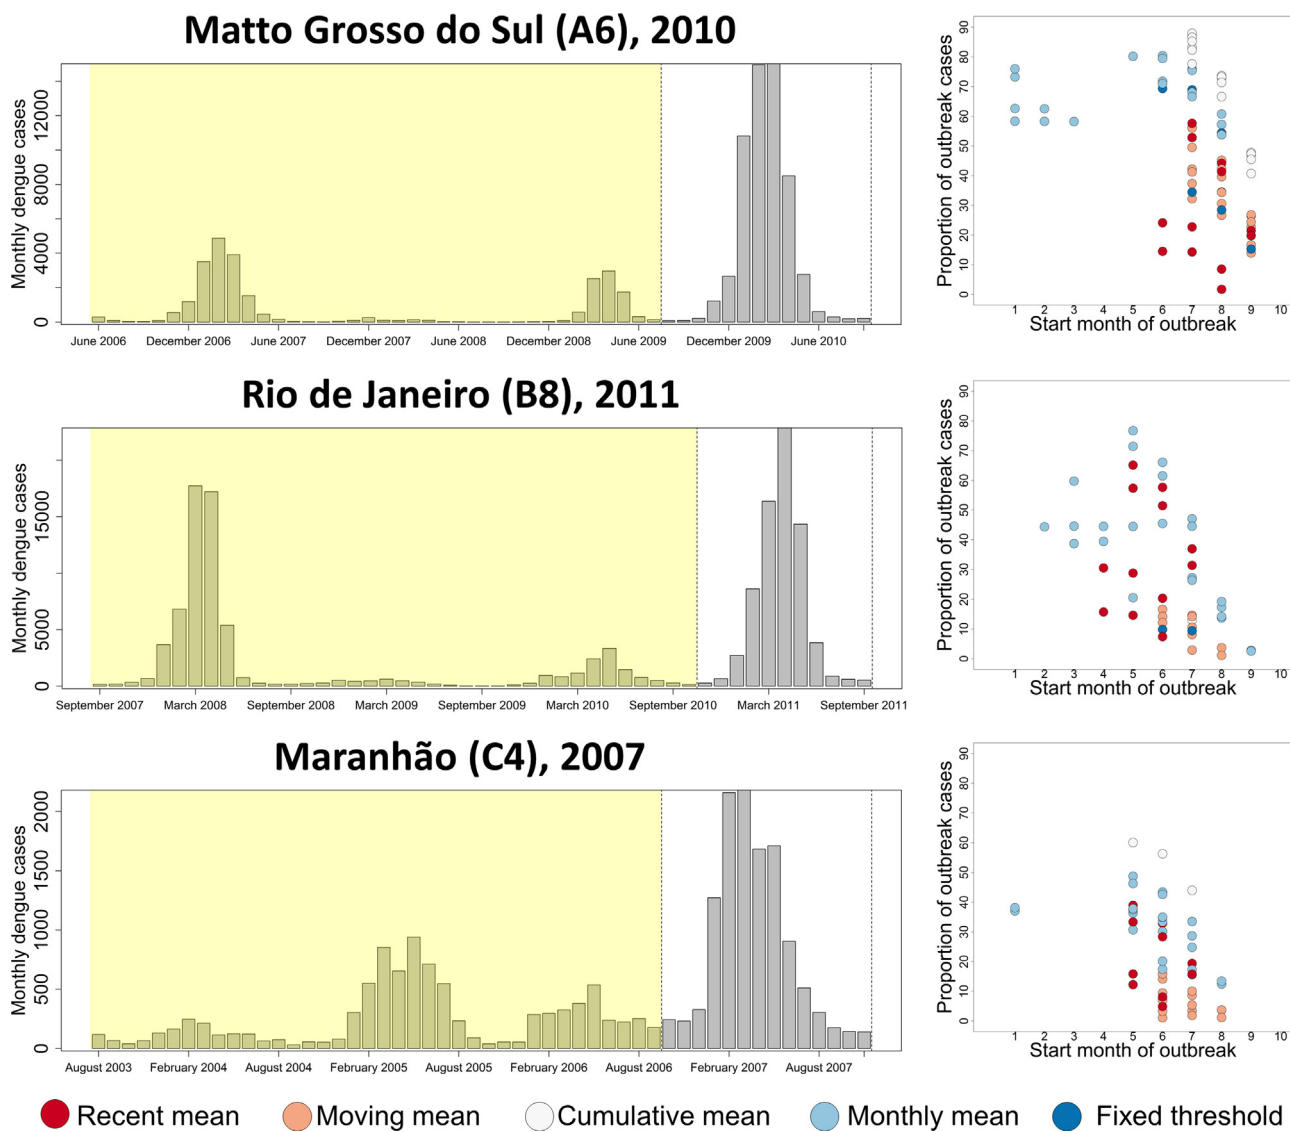 Matto Grosso do Sul (A6), 2010
Monthly dengue cases
0 4000 8000 12000
June 2006 December 2006 June 2007 December 2007 June 2008 December 2008 June 2009 December 2009 June 2010
Proportion of outbreak cases
0 10 20 30 40 50 60 70 80 90
1 2 3 4 5 6 7 8 9 10
Start month of outbreak
Rio de Janeiro (B8), 2011
Monthly dengue cases
0 5000 15000
September 2007 March 2008 September 2008 March 2009 September 2009 March 2010 September 2010 March 2011 September 2011
Proportion of outbreak cases
0 10 20 30 40 50 60 70 80 90
1 2 3 4 5 6 7 8 9 10
Start month of outbreak
Maranhão (C4), 2007
Monthly dengue cases
0 500 1000 1500 2000
August 2003 February 2004 August 2004 February 2005 August 2005 February 2006 August 2006 February 2007 August 2007
Proportion of outbreak cases
0 10 20 30 40 50 60 70 80 90
1 2 3 4 5 6 7 8 9 10
Start month of outbreak
Recent mean Moving mean Cumulative mean Monthly mean Fixed threshold